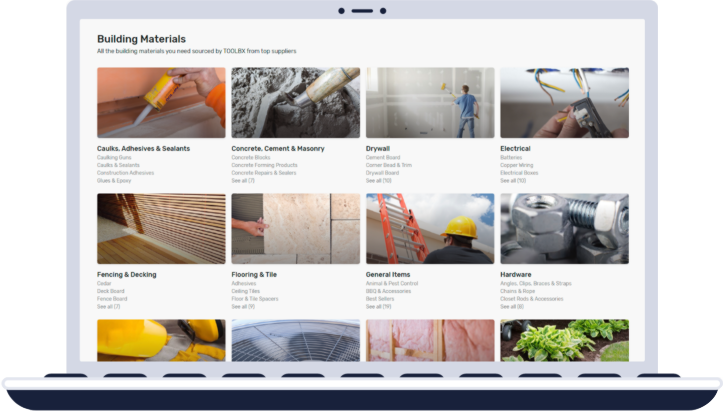 Building Materials
All the building materials you need sourced by TOOLBX from top suppliers
Caulks, Adhesives & Sealants
Caulking Guns
Caulks & Sealants
Construction Adhesives
Glues & Epoxy
Concrete, Cement & Masonry
Concrete Blocks
Concrete Forming Products
Concrete Repairs & Sealers
See all (7)
Drywall
Cement Board
Corner Bead & Trim
Drywall Board
See all (10)
Electrical
Batteries
Copper Wiring
Electrical Boxes
See all (10)
Fencing & Decking
Cedar
Deck Board
Fence Board
See all (7)
Flooring & Tile
Adhesives
Ceiling Tiles
Floor & Tile Spacers
See all (9)
General Items
Animal & Pest Control
BBQ & Accessories
Best Sellers
See all (19)
Hardware
Angles, Clips, Braces & Straps
Chains & Rope
Closet Rods & Accessories
See all (8)